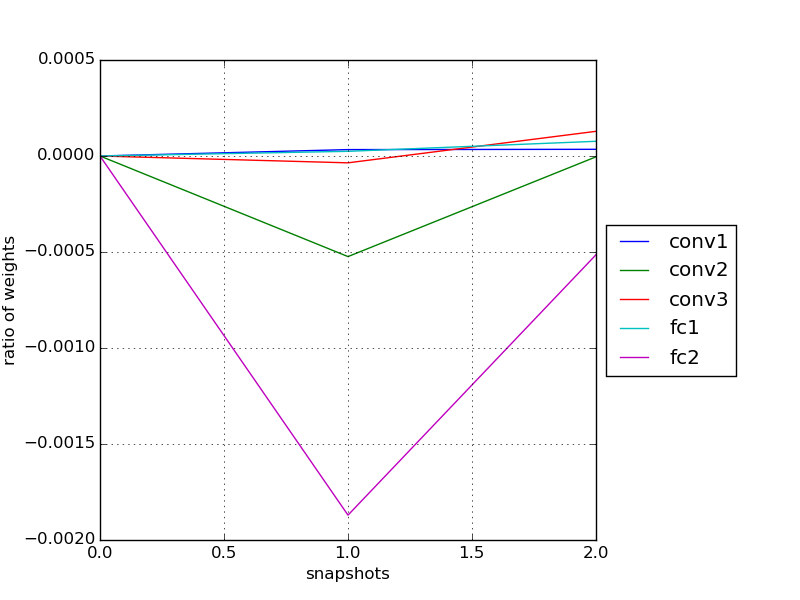 0.0005
0.0000
−0.0005
−0.0010
−0.0015
−0.0020
ratio of weights
0.0 0.5 1.0 1.5 2.0
snapshots
conv1
conv2
conv3
fc1
fc2